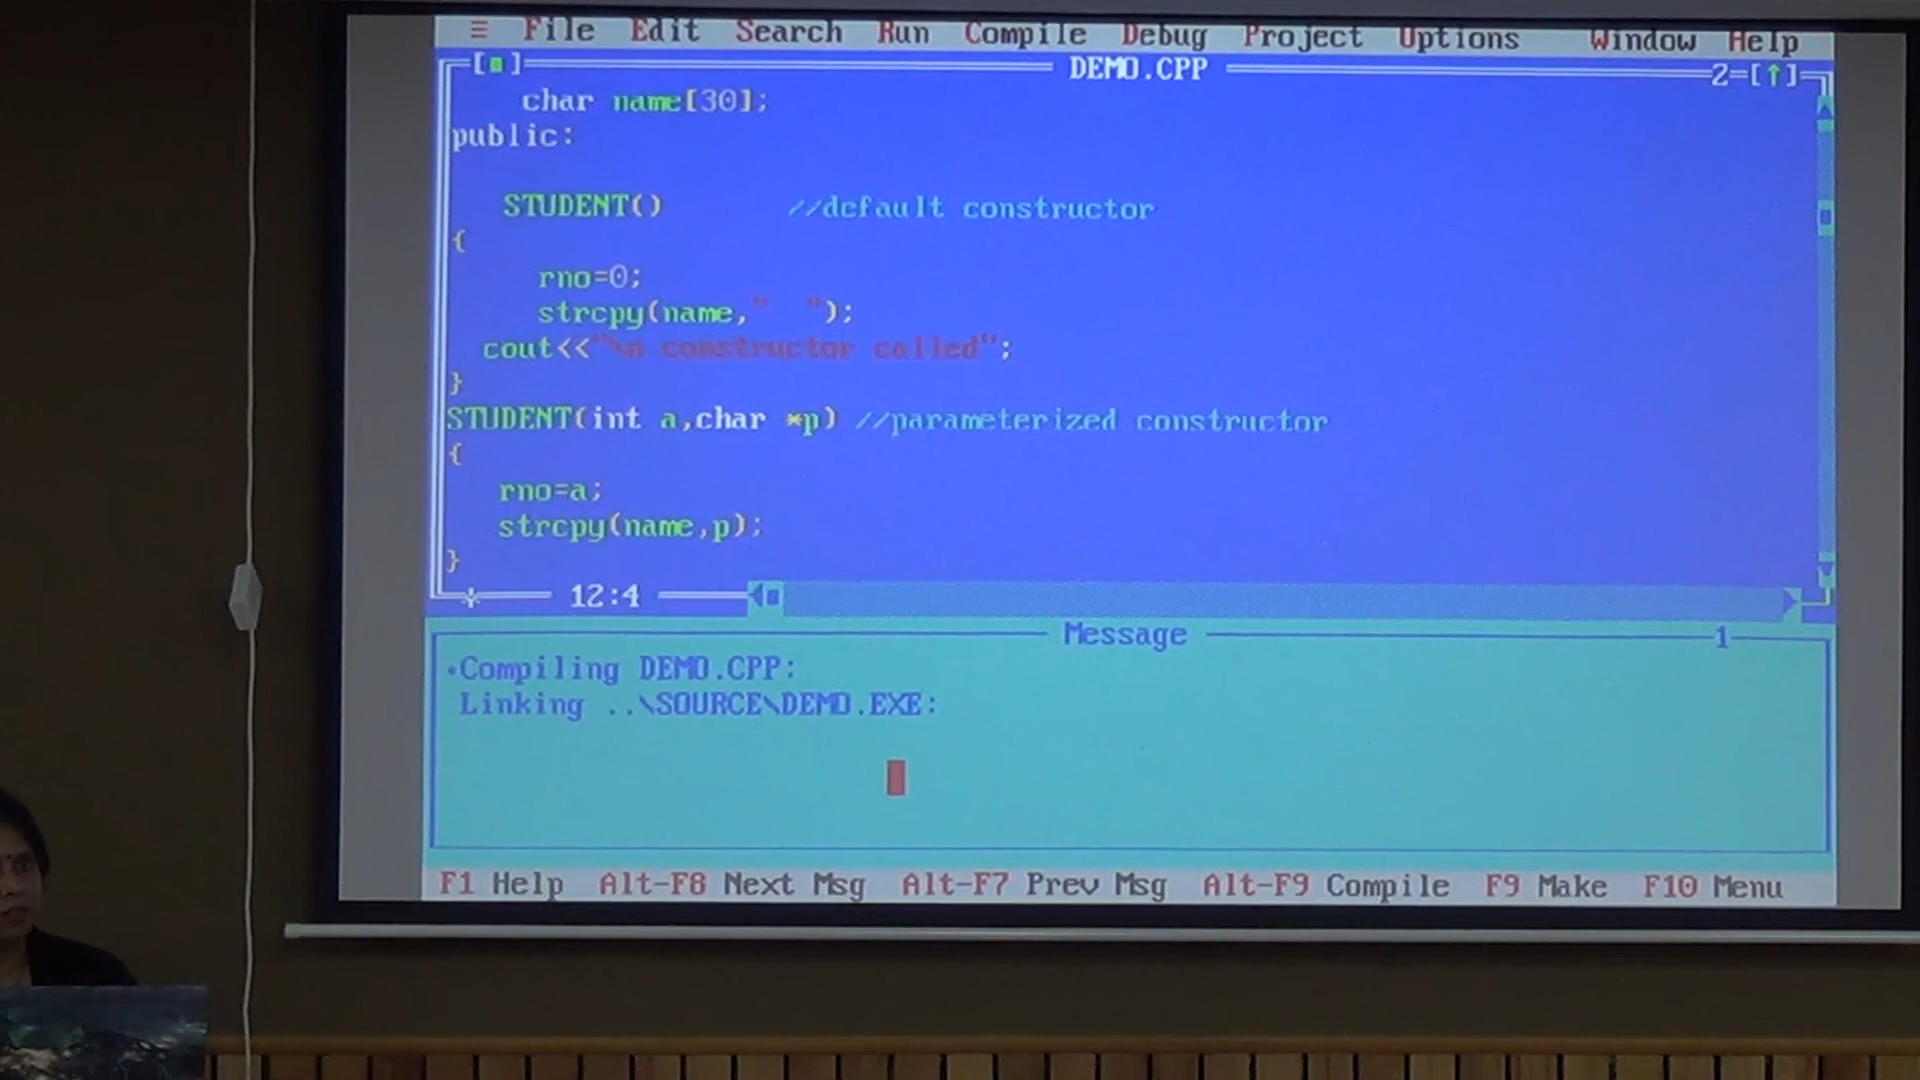 ≡ File Edit Search Run Compile Debug Project Options Window Help
[■] DEMO.CPP 2=[↑]
char name[30];
public:
STUDENT() //default constructor
{
rno=0;
strcpy(name,"  ");
cout<<"\n constructor called";
}
STUDENT(int a,char *p) //parameterized constructor
{
rno=a;
strcpy(name,p);
}
12:4
Message 1
•Compiling DEMO.CPP:
Linking ..\SOURCE\DEMO.EXE:
F1 Help Alt-F8 Next Msg Alt-F7 Prev Msg Alt-F9 Compile F9 Make F10 Menu